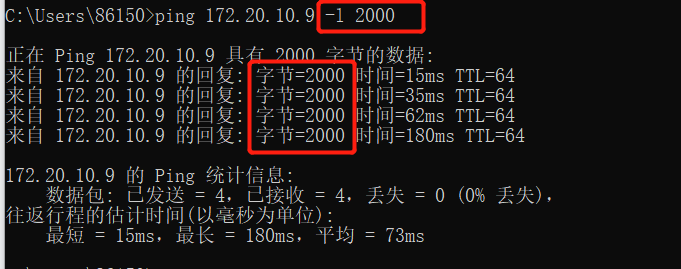 C:\Users\86150>ping 172.20.10.9 -l 2000
正在 Ping 172.20.10.9 具有 2000 字节的数据:
来自 172.20.10.9 的回复: 字节=2000 时间=15ms TTL=64
来自 172.20.10.9 的回复: 字节=2000 时间=35ms TTL=64
来自 172.20.10.9 的回复: 字节=2000 时间=62ms TTL=64
来自 172.20.10.9 的回复: 字节=2000 时间=180ms TTL=64
172.20.10.9 的 Ping 统计信息:
数据包: 已发送 = 4，已接收 = 4，丢失 = 0 (0% 丢失)，
往返行程的估计时间(以毫秒为单位):
最短 = 15ms，最长 = 180ms，平均 = 73ms